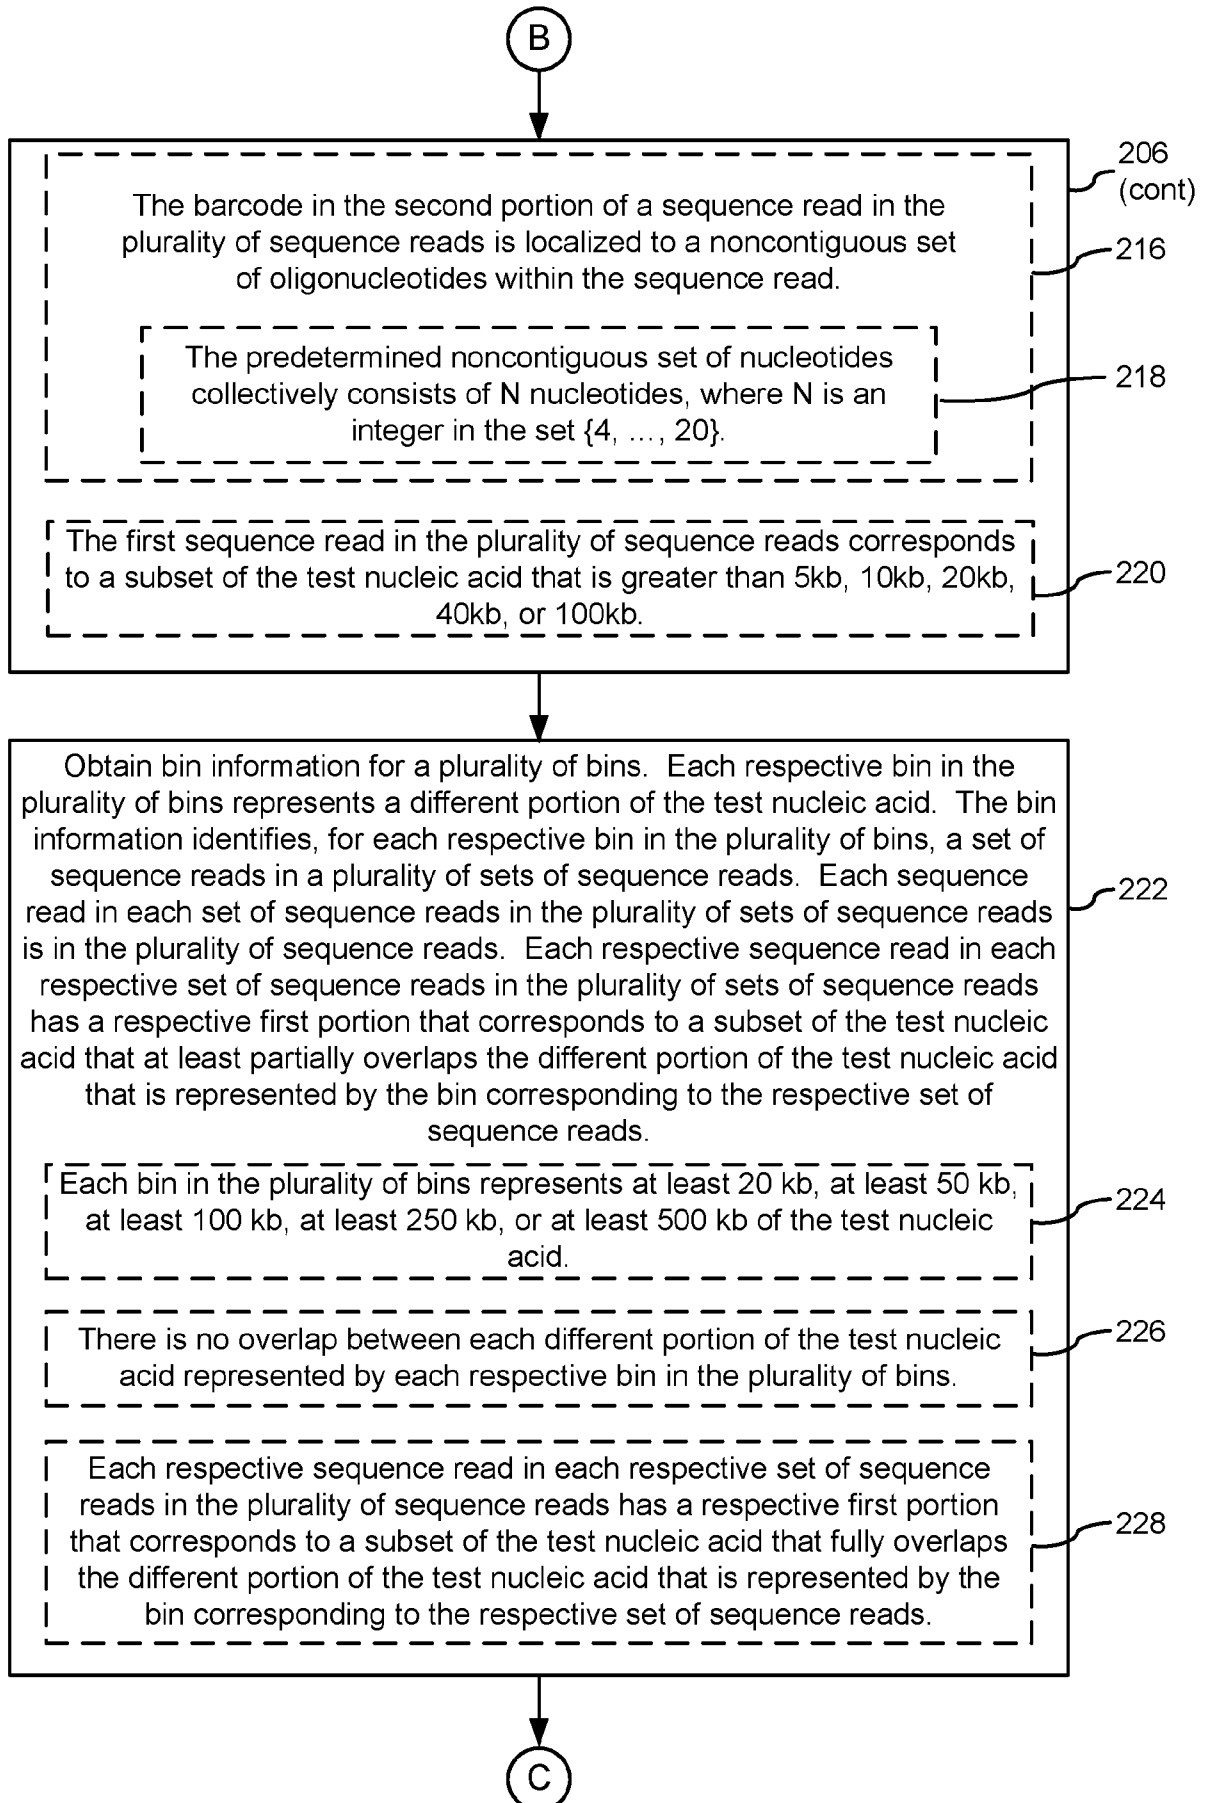 B
206
(cont)
The barcode in the second portion of a sequence read in the
plurality of sequence reads is localized to a noncontiguous set
of oligonucleotides within the sequence read.
216
The predetermined noncontiguous set of nucleotides
collectively consists of N nucleotides, where N is an
integer in the set {4, ..., 20}.
218
The first sequence read in the plurality of sequence reads corresponds
to a subset of the test nucleic acid that is greater than 5kb, 10kb, 20kb,
40kb, or 100kb.
220
Obtain bin information for a plurality of bins.  Each respective bin in the
plurality of bins represents a different portion of the test nucleic acid.  The bin
information identifies, for each respective bin in the plurality of bins, a set of
sequence reads in a plurality of sets of sequence reads.  Each sequence
read in each set of sequence reads in the plurality of sets of sequence reads
is in the plurality of sequence reads.  Each respective sequence read in each
respective set of sequence reads in the plurality of sets of sequence reads
has a respective first portion that corresponds to a subset of the test nucleic
acid that at least partially overlaps the different portion of the test nucleic acid
that is represented by the bin corresponding to the respective set of
sequence reads.
222
Each bin in the plurality of bins represents at least 20 kb, at least 50 kb,
at least 100 kb, at least 250 kb, or at least 500 kb of the test nucleic
acid.
224
There is no overlap between each different portion of the test nucleic
acid represented by each respective bin in the plurality of bins.
226
Each respective sequence read in each respective set of sequence
reads in the plurality of sequence reads has a respective first portion
that corresponds to a subset of the test nucleic acid that fully overlaps
the different portion of the test nucleic acid that is represented by the
bin corresponding to the respective set of sequence reads.
228
C